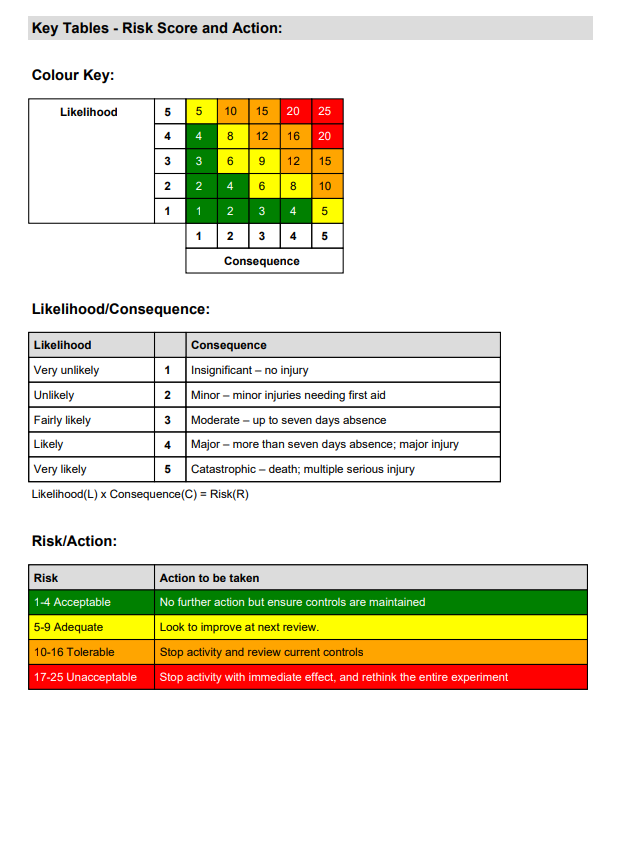 Key Tables - Risk Score and Action:
Colour Key:
Likelihood 5 5 10 15 20 25
4 4 8 12 16 20
3 3 6 9 12 15
2 2 4 6 8 10
1 1 2 3 4 5
1 2 3 4 5
Consequence
Likelihood/Consequence:
Likelihood Consequence
Very unlikely 1 Insignificant – no injury
Unlikely 2 Minor – minor injuries needing first aid
Fairly likely 3 Moderate – up to seven days absence
Likely 4 Major – more than seven days absence; major injury
Very likely 5 Catastrophic – death; multiple serious injury
Likelihood(L) x Consequence(C) = Risk(R)
Risk/Action:
Risk Action to be taken
1-4 Acceptable No further action but ensure controls are maintained
5-9 Adequate Look to improve at next review.
10-16 Tolerable Stop activity and review current controls
17-25 Unacceptable Stop activity with immediate effect, and rethink the entire experiment